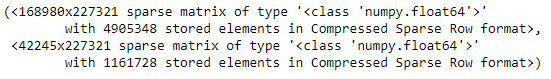 (<168980x227321 sparse matrix of type '<class 'numpy.float64'>'
with 4905348 stored elements in Compressed Sparse Row format>,
<42245x227321 sparse matrix of type '<class 'numpy.float64'>'
with 1161728 stored elements in Compressed Sparse Row format>)